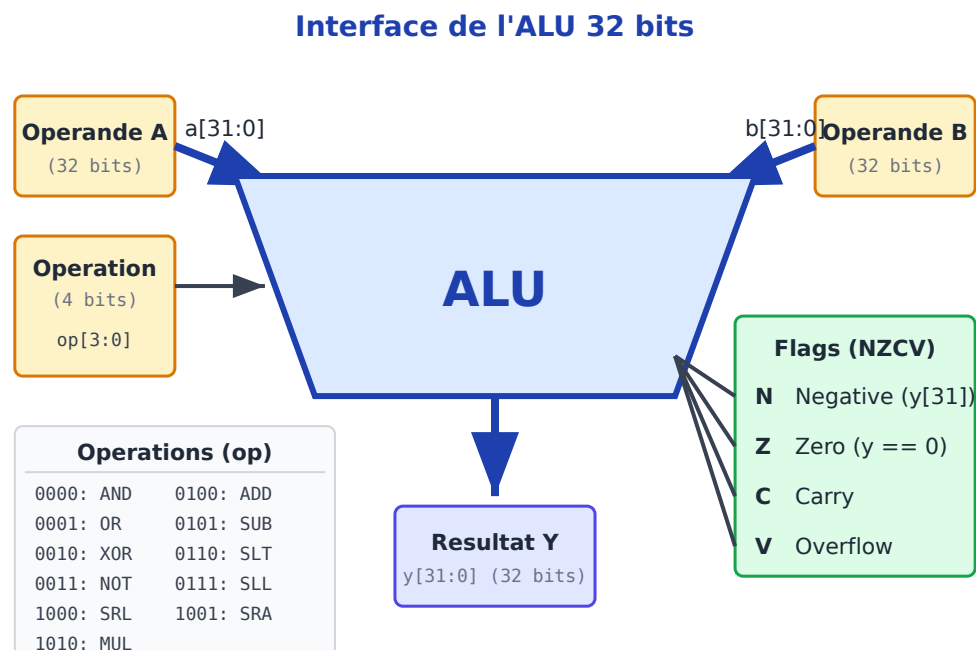 Interface de l'ALU 32 bits
Operande A
(32 bits)
a[31:0]
b[31:0]
Operande B
(32 bits)
Operation
(4 bits)
op[3:0]
ALU
Flags (NZCV)
N Negative (y[31])
Z Zero (y == 0)
C Carry
V Overflow
Operations (op)
0000: AND 0100: ADD
0001: OR 0101: SUB
0010: XOR 0110: SLT
0011: NOT 0111: SLL
1000: SRL 1001: SRA
1010: MUL
Resultat Y
y[31:0] (32 bits)